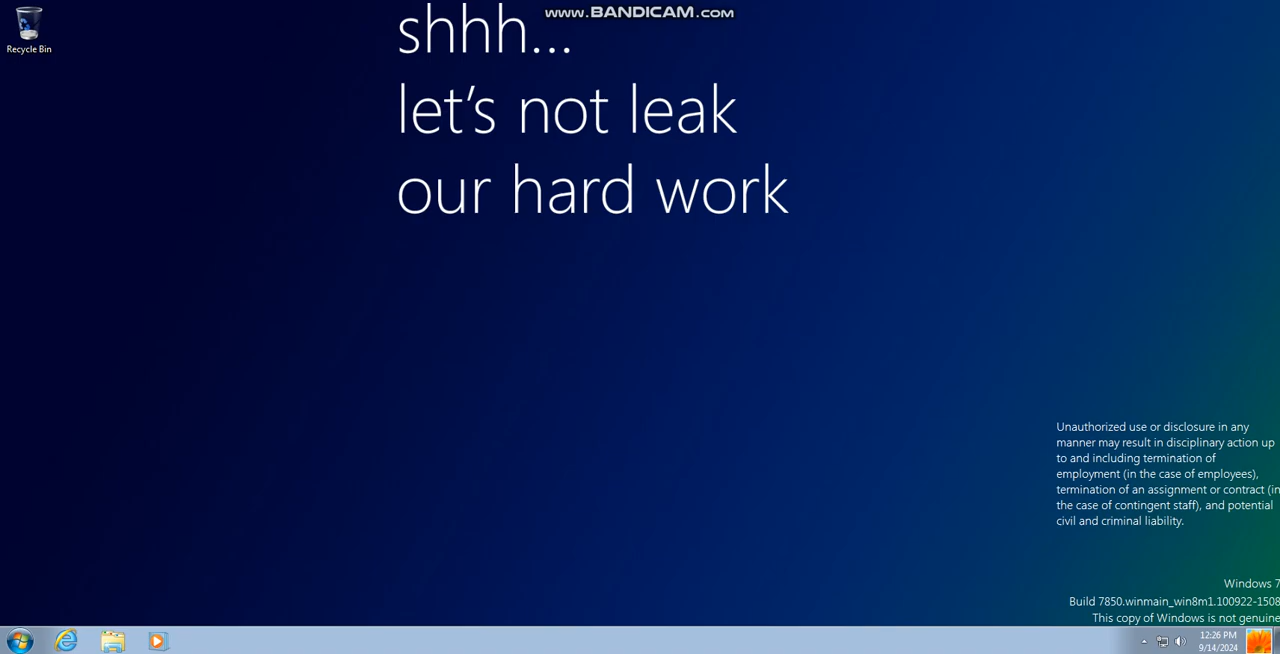 www.BANDICAM.com
Recycle Bin
shhh...
let's not leak
our hard work
Unauthorized use or disclosure in any
manner may result in disciplinary action up
to and including termination of
employment (in the case of employees),
termination of an assignment or contract (in
the case of contingent staff), and potential
civil and criminal liability.
Windows 7
Build 7850.winmain_win8m1.100922-1508
This copy of Windows is not genuine
12:26 PM
9/14/2024